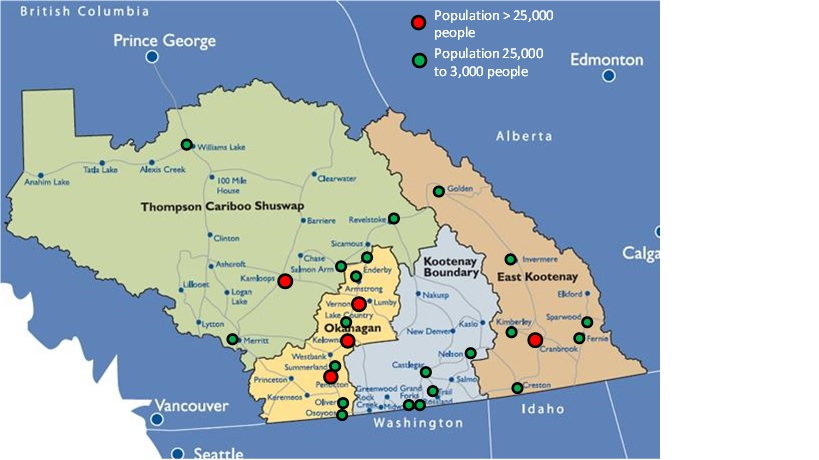 British Columbia
Population > 25,000
people
Population 25,000
to 3,000 people
Prince George
Edmonton
Alberta
Williams Lake
Tatla Lake
Alexis Creek
Anahim Lake
100 Mile
House
Clearwater
Golden
Thompson Cariboo Shuswap
Barriere
Revelstoke
Clinton
Sicamous
Calga
Chase
Kootenay
Boundary
Invermere
Ashcroft
Salmon Arm
Enderby
East Kootenay
Kamloops
Lillooet
Logan
Lake
Armstrong
Nakusp
Elkford
Vernon
Lumby
Lake Country
Okanagan
Lytton
Kaslo
Kimberley
Sparwood
New Denver
Merritt
Kelowna
Fernie
Cranbrook
Westbank
Nelson
Summerland
Castlegar
Princeton
Penticton
Salmo
Creston
Keremeos
Greenwood
Grand
Forks
Trail
Rock
Creek
Rossland
Oliver
Osoyoos
Vancouver
Washington
Idaho
Seattle